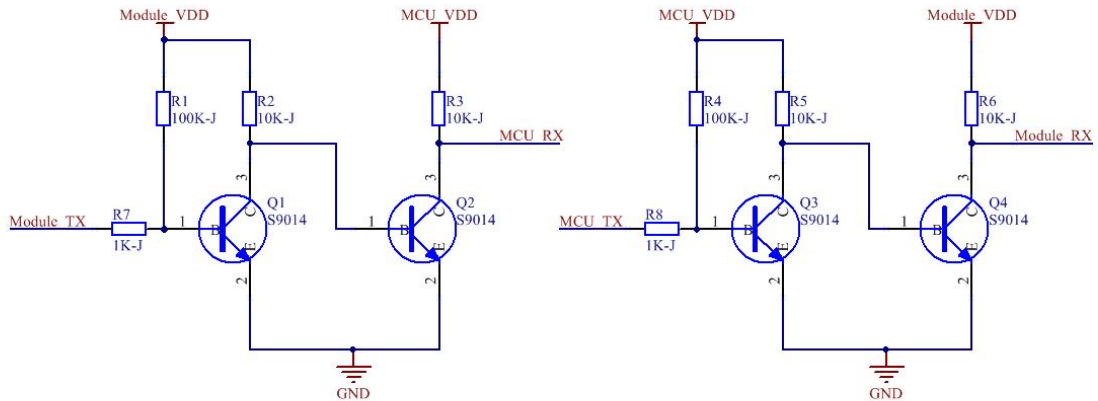 Module_VDD
MCU_VDD
MCU_VDD
Module_VDD
R1
100K-J
R2
10K-J
R3
10K-J
R4
100K-J
R5
10K-J
R6
10K-J
MCU_RX
Module_RX
3
3
3
3
Module_TX
R7
1K-J
1
B
C
E
Q1
S9014
1
B
C
E
Q2
S9014
MCU_TX
R8
1K-J
1
B
C
E
Q3
S9014
1
B
C
E
Q4
S9014
2
2
2
2
GND
GND